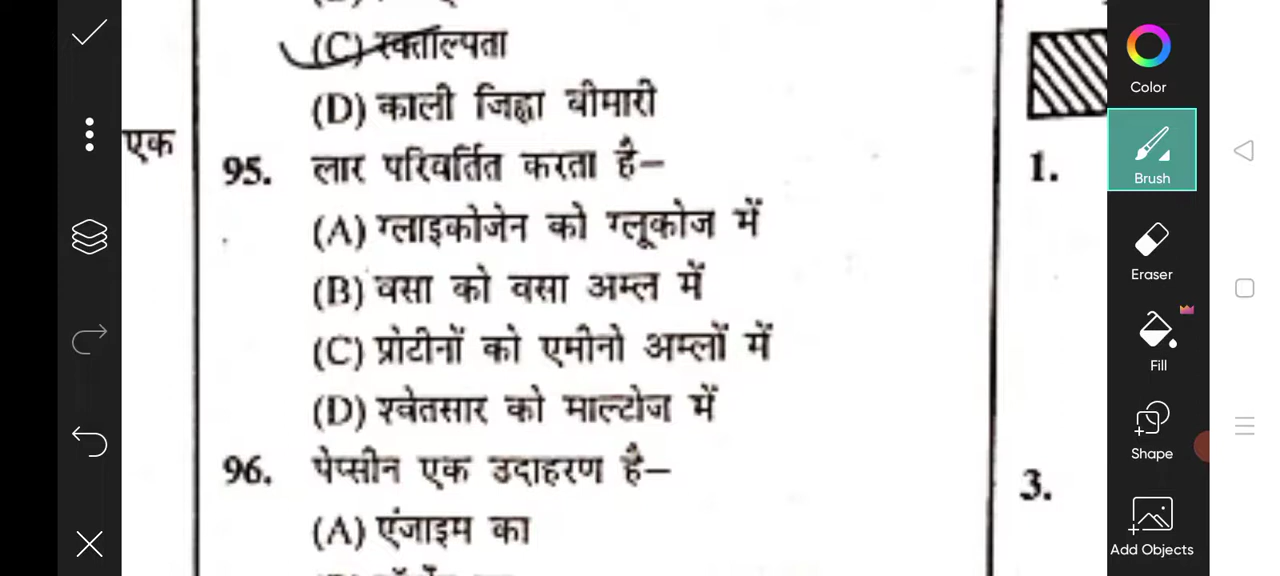 (C) रक्ताल्पता
(D) काली जिह्वा बीमारी
एक
95. लार परिवर्तित करता है–
(A) ग्लाइकोजेन को ग्लूकोज में
(B) वसा को वसा अम्ल में
(C) प्रोटीनों को एमीनो अम्लों में
(D) श्वेतसार को माल्टोज में
96. पेप्सीन एक उदाहरण है–
(A) एंजाइम का
1.
3.
Color
Brush
Eraser
Fill
Shape
Add Objects